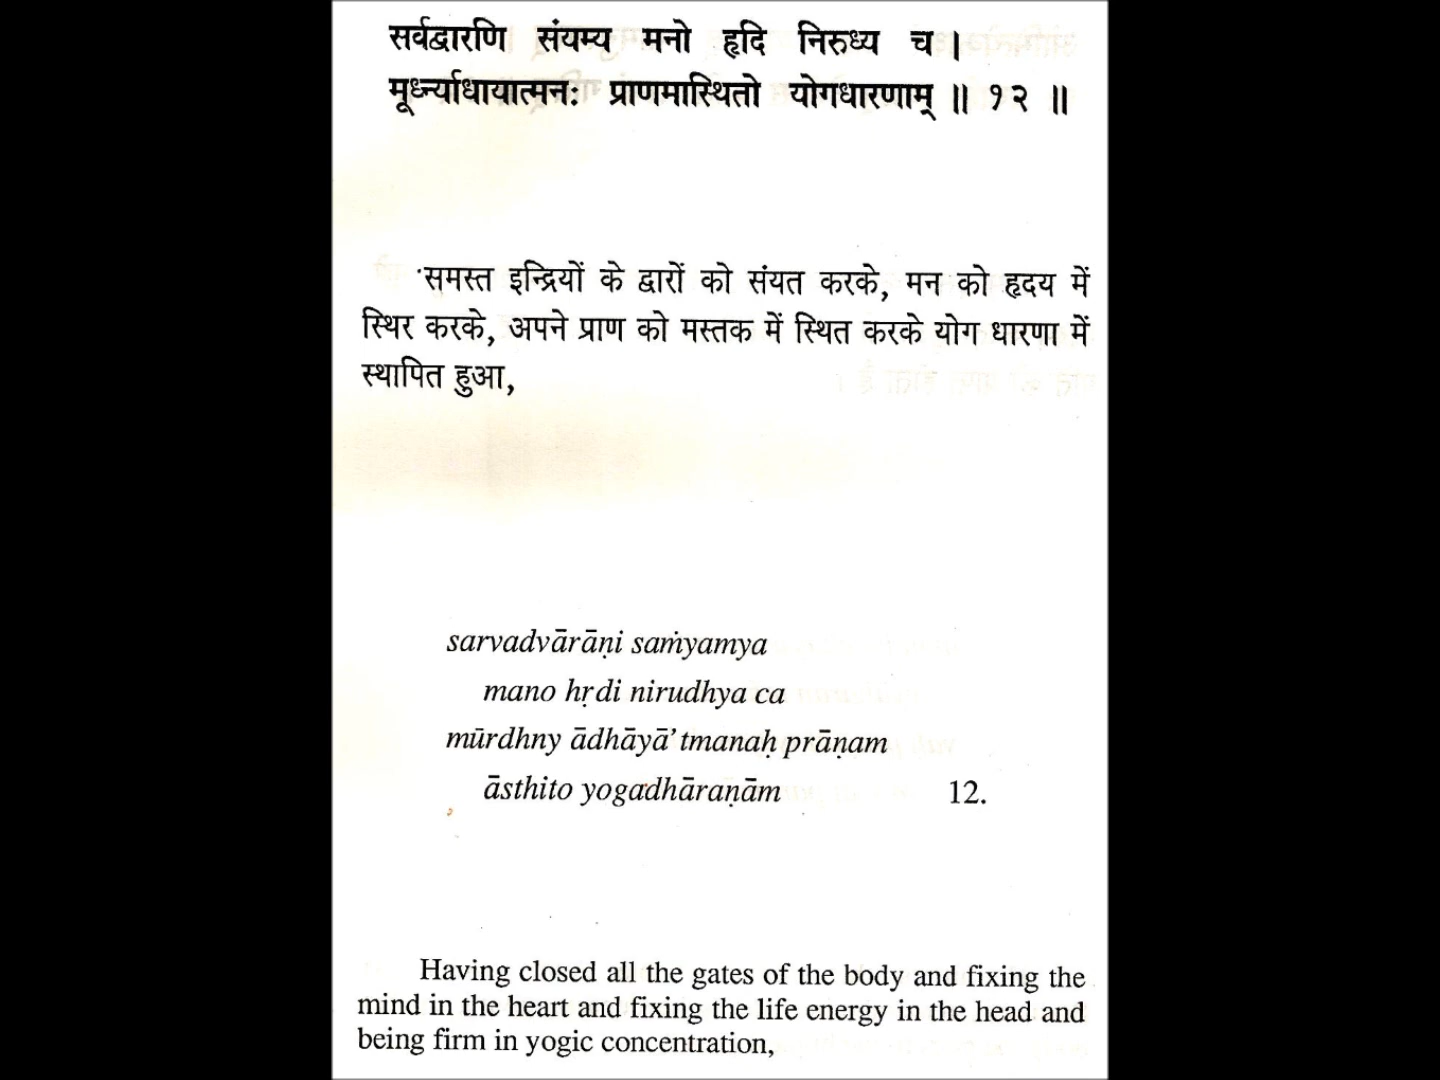 सर्वद्वारणि संयम्य मनो हृदि निरुध्य च ।
मूर्ध्न्याधायात्मनः प्राणमास्थितो योगधारणाम् ॥ १२ ॥
समस्त इन्द्रियों के द्वारों को संयत करके, मन को हृदय में
स्थिर करके, अपने प्राण को मस्तक में स्थित करके योग धारणा में
स्थापित हुआ,
sarvadvārāṇi saṁyamya
mano hṛdi nirudhya ca
mūrdhny ādhāyā’tmanaḥ prāṇam
āsthito yogadhāraṇām 12.
Having closed all the gates of the body and fixing the
mind in the heart and fixing the life energy in the head and
being firm in yogic concentration,